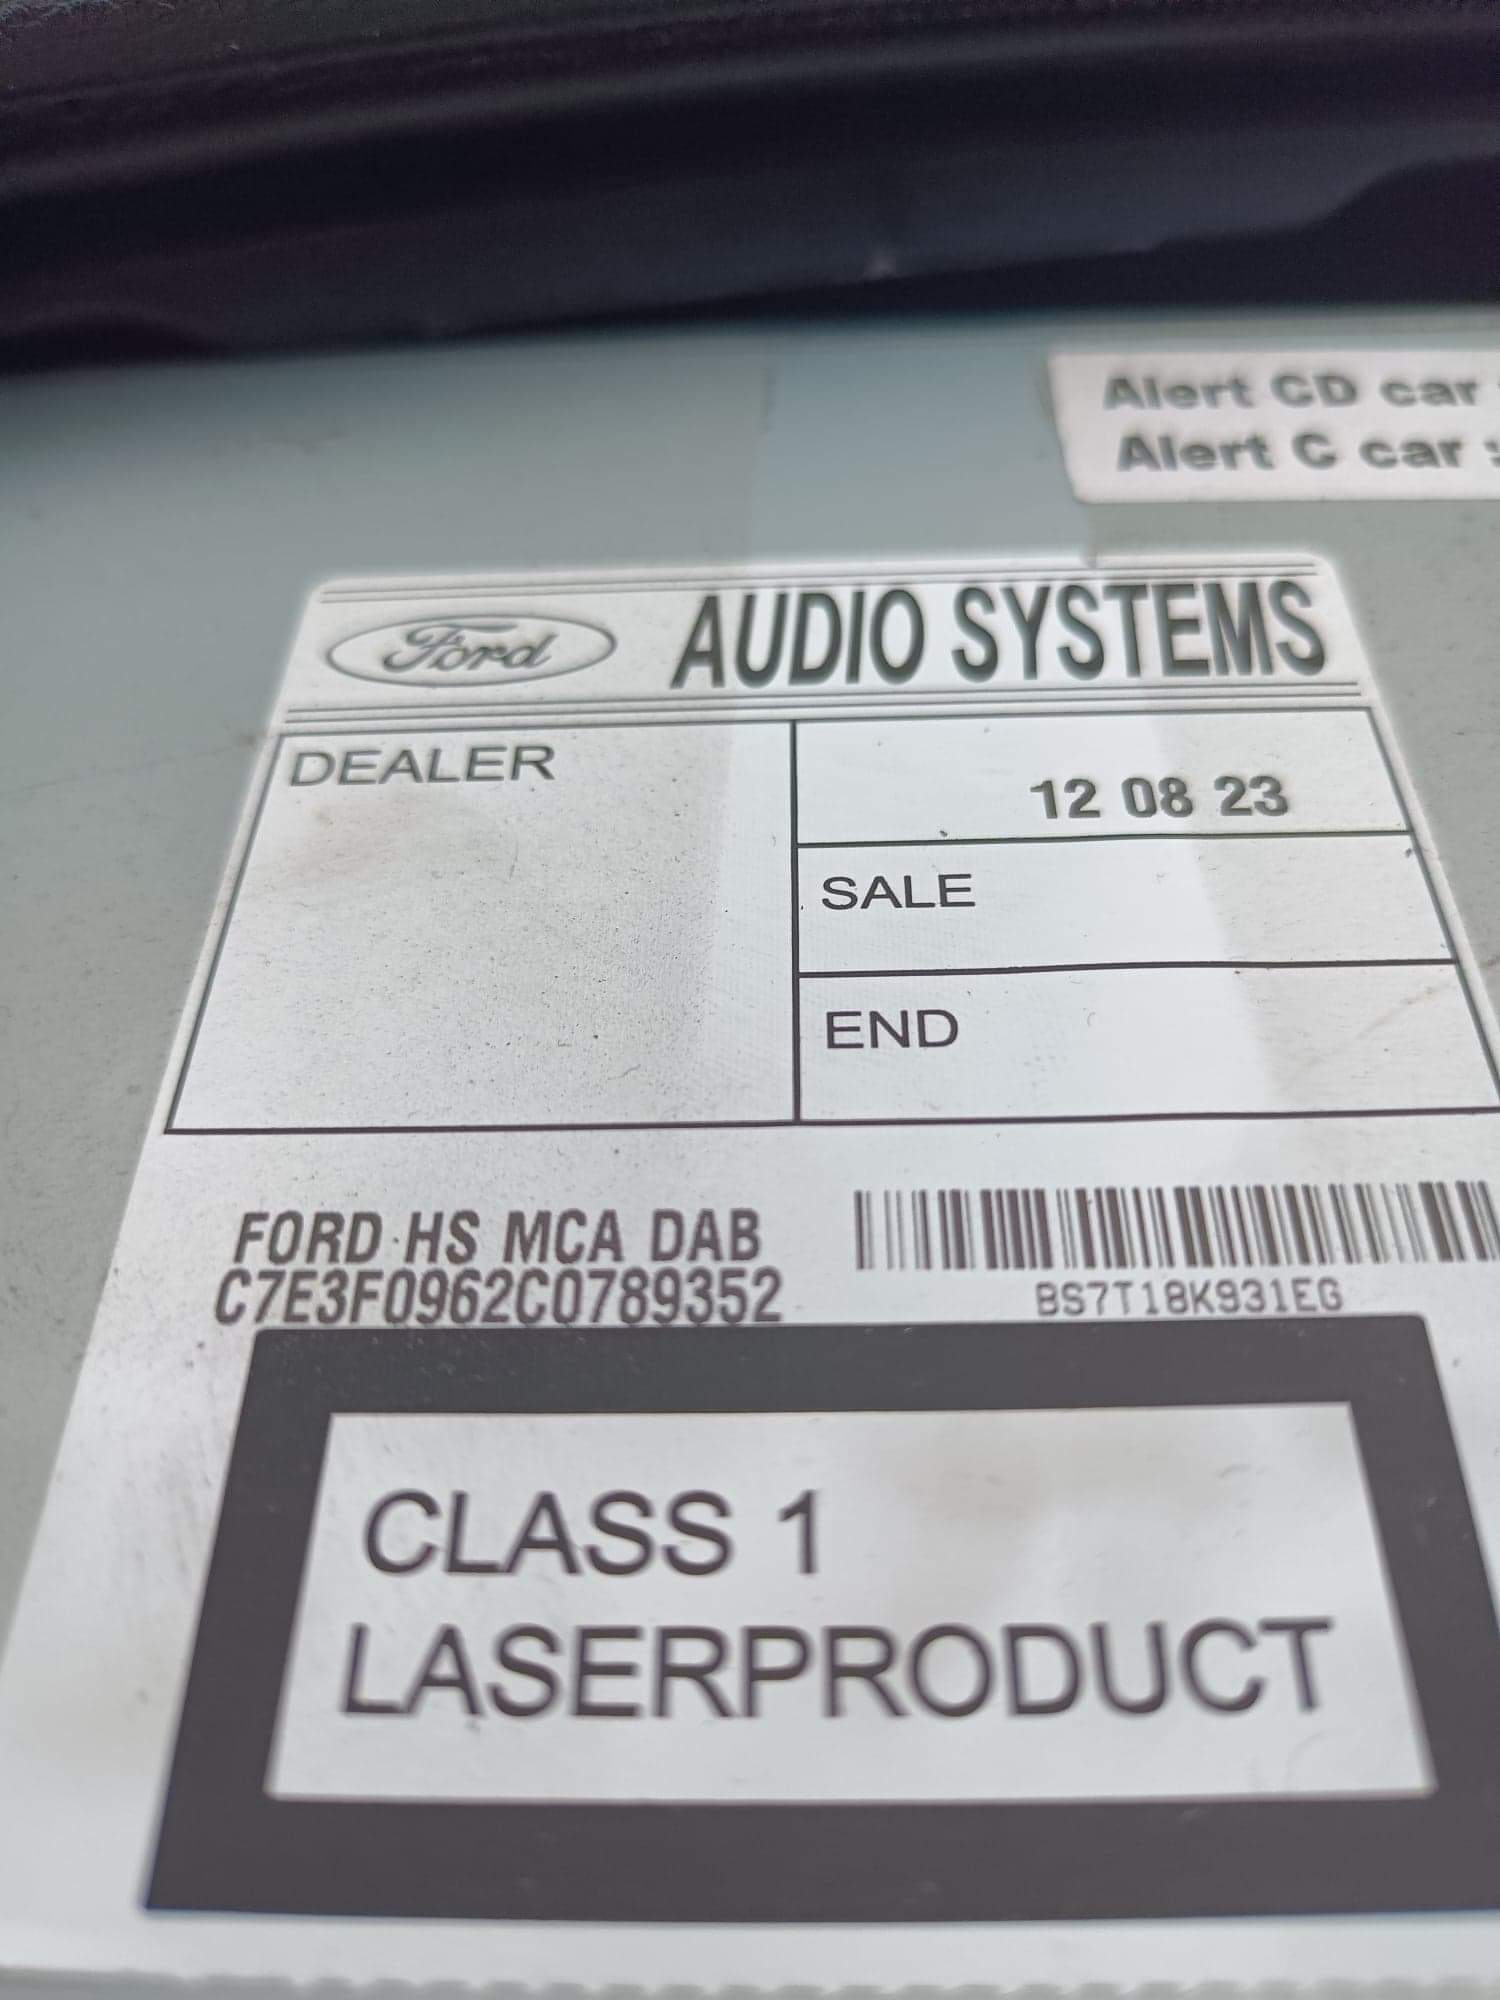 Alert CD car
Alert C car :
Ford AUDIO SYSTEMS
DEALER
12 08 23
SALE
END
FORD HS MCA DAB
C7E3F0962C0789352
BS7T18K931EG
CLASS 1
LASERPRODUCT